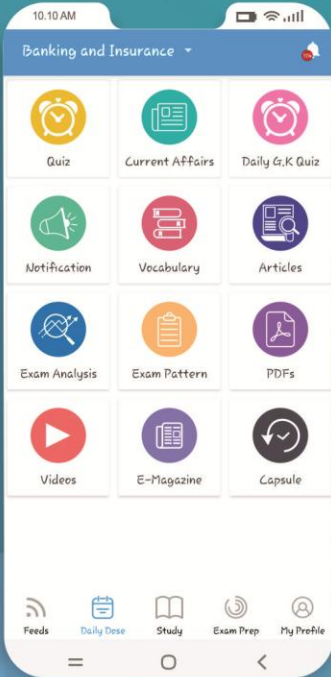 10.10 AM
Banking and Insurance
Quiz Current Affairs Daily G.K Quiz
Notification Vocabulary Articles
Exam Analysis Exam Pattern PDFs
Videos E-Magazine Capsule
Feeds Daily Dose Study Exam Prep My Profile